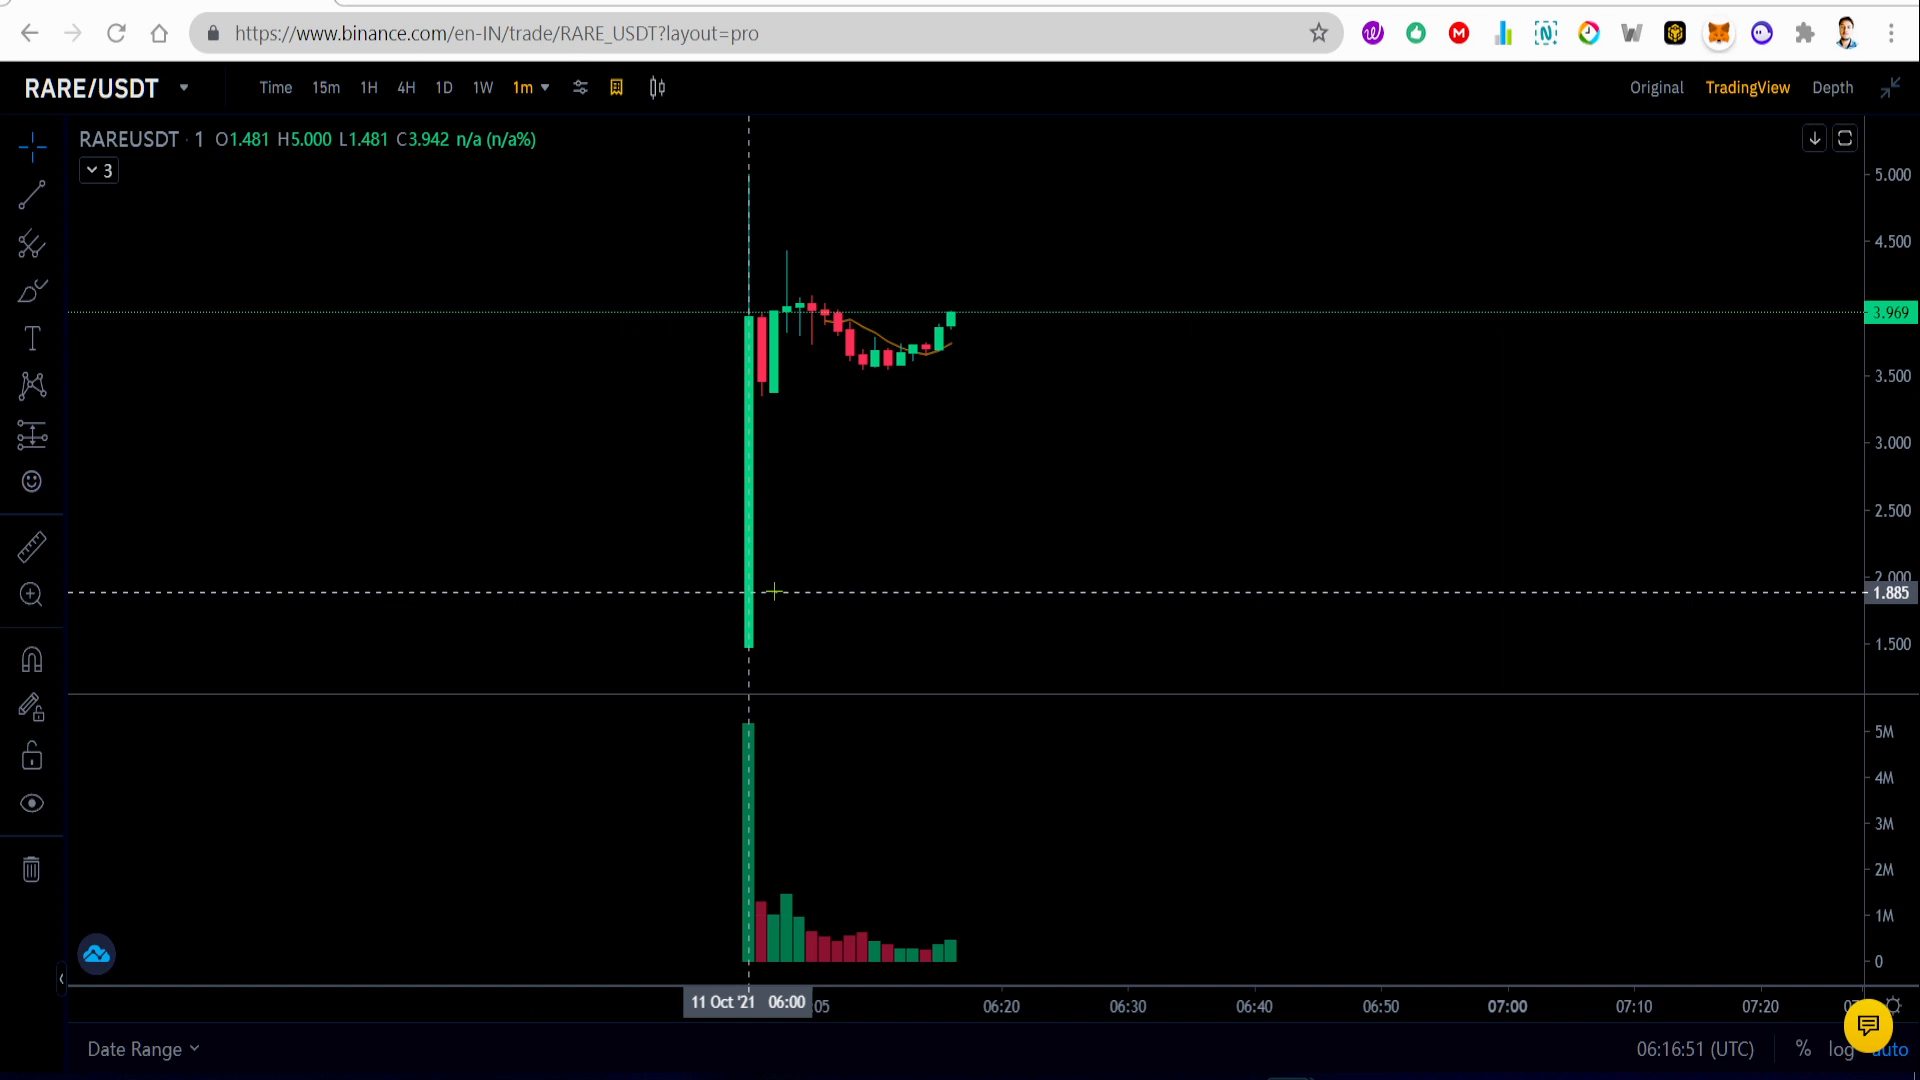 https://www.binance.com/en-IN/trade/RARE_USDT?layout=pro
RARE/USDT Time 15m 1H 4H 1D 1W 1m Original TradingView Depth
RAREUSDT · 1 O1.481 H5.000 L1.481 C3.942 n/a (n/a%)
3
5.000
4.500
3.969
3.500
3.000
2.500
2.000
1.885
1.500
5M
4M
3M
2M
1M
0
11 Oct '21 06:00 :05 06:20 06:30 06:40 06:50 07:00 07:10 07:20
Date Range 06:16:51 (UTC) % log auto